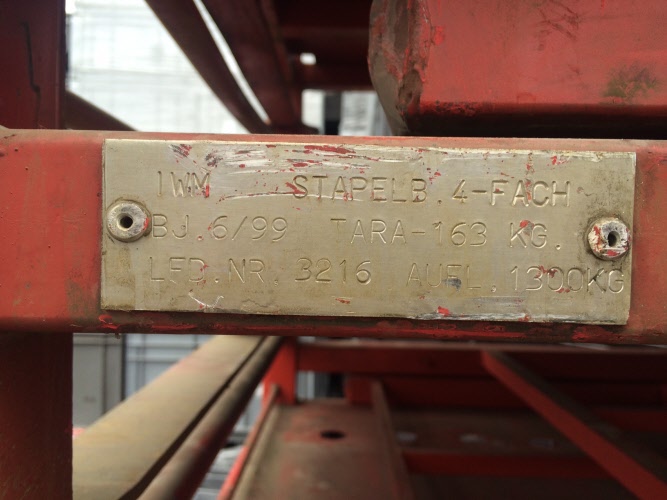 IWM STAPELB. 4-FACH
BJ. 6/99 TARA-163 KG.
LFD. NR. 3216 AUFL. 1300KG